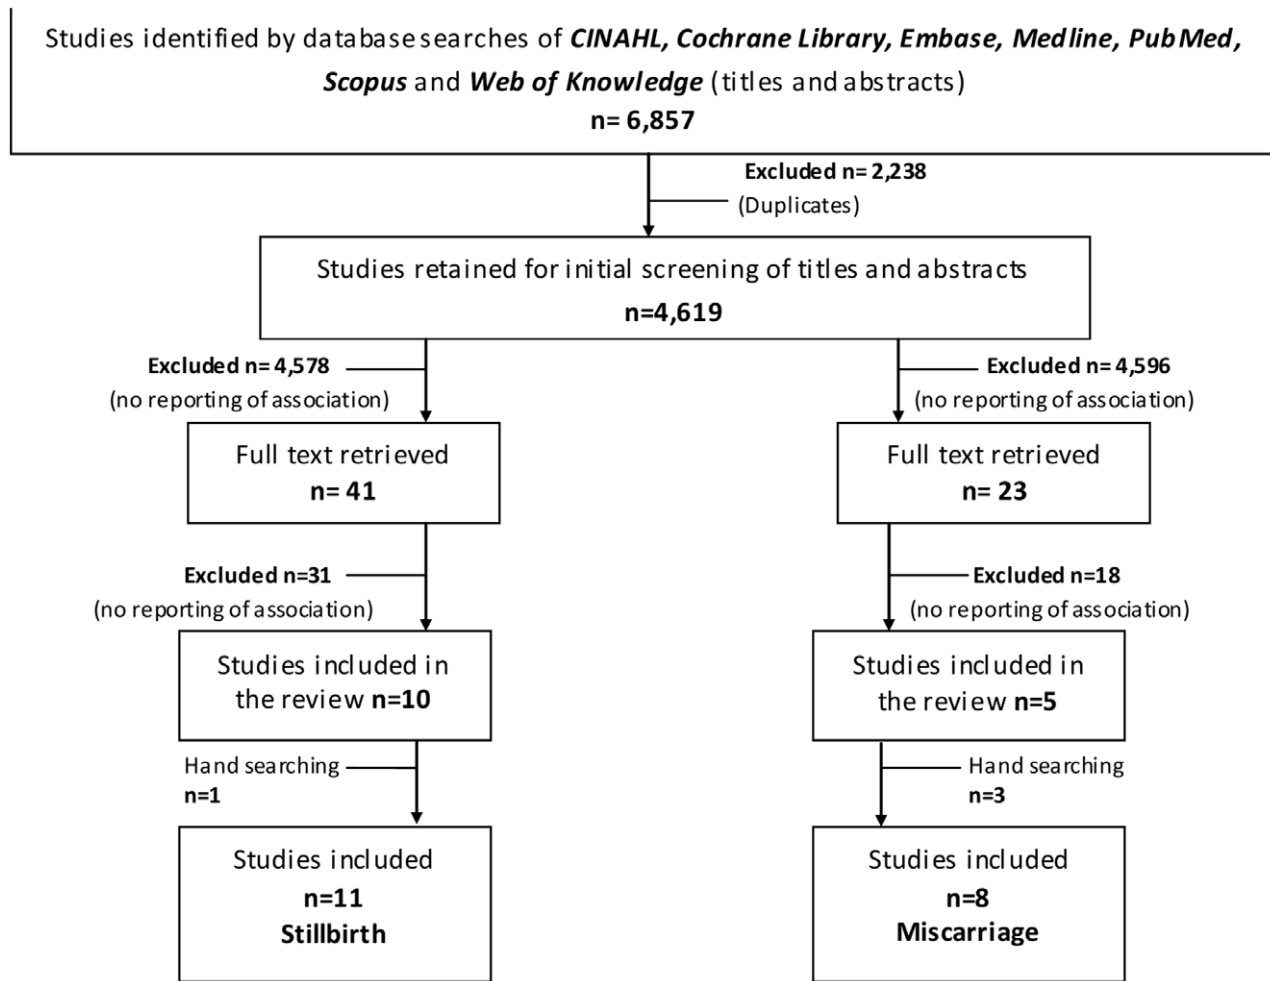 Studies identified by database searches of CINAHL, Cochrane Library, Embase, Medline, PubMed,
Scopus and Web of Knowledge (titles and abstracts)
n= 6,857
Excluded n= 2,238
(Duplicates)
Studies retained for initial screening of titles and abstracts
n=4,619
Excluded n= 4,578
(no reporting of association)
Excluded n= 4,596
(no reporting of association)
Full text retrieved
n= 41
Full text retrieved
n= 23
Excluded n=31
(no reporting of association)
Excluded n=18
(no reporting of association)
Studies included in
the review n=10
Studies included in
the review n=5
Hand searching
n=1
Hand searching
n=3
Studies included
n=11
Stillbirth
Studies included
n=8
Miscarriage